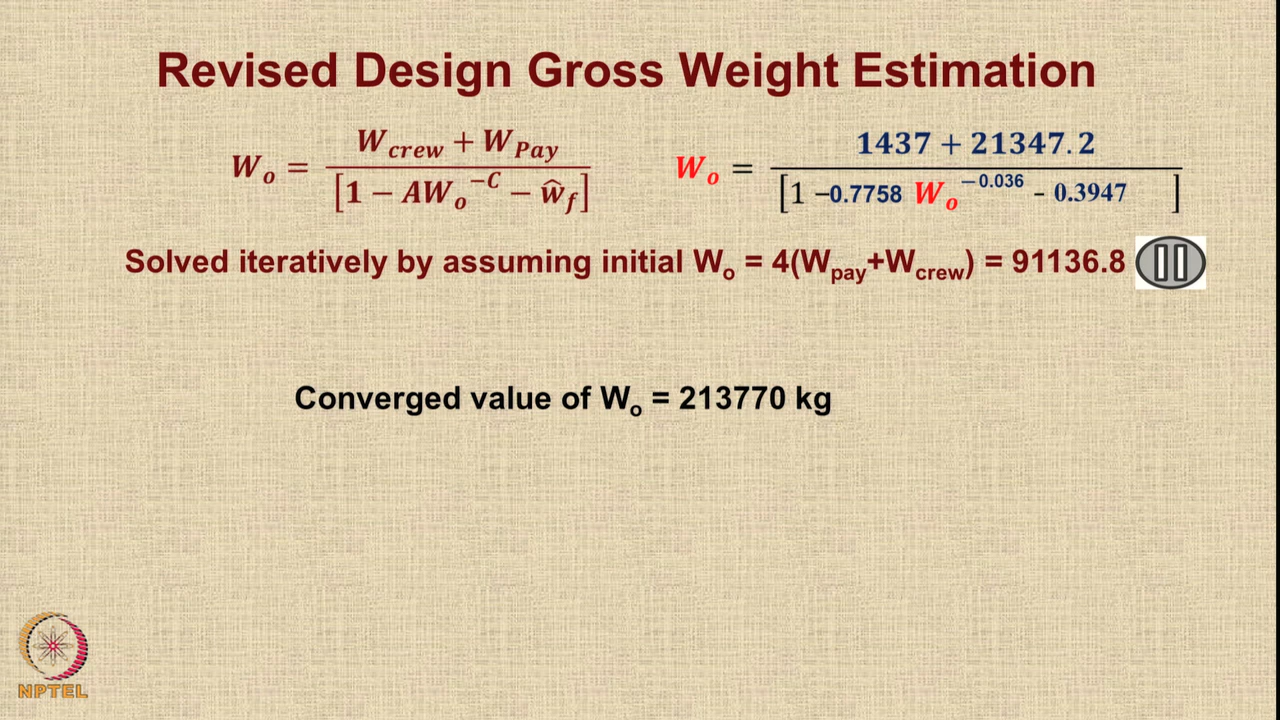 Revised Design Gross Weight Estimation
W_o = (W_crew + W_Pay) / [1 − AW_o^−C − ŵ_f]
W_o = (1437 + 21347.2) / [1 −0.7758 W_o^−0.036 - 0.3947 ]
Solved iteratively by assuming initial W_o = 4(W_pay+W_crew) = 91136.8
Converged value of W_o = 213770 kg
NPTEL